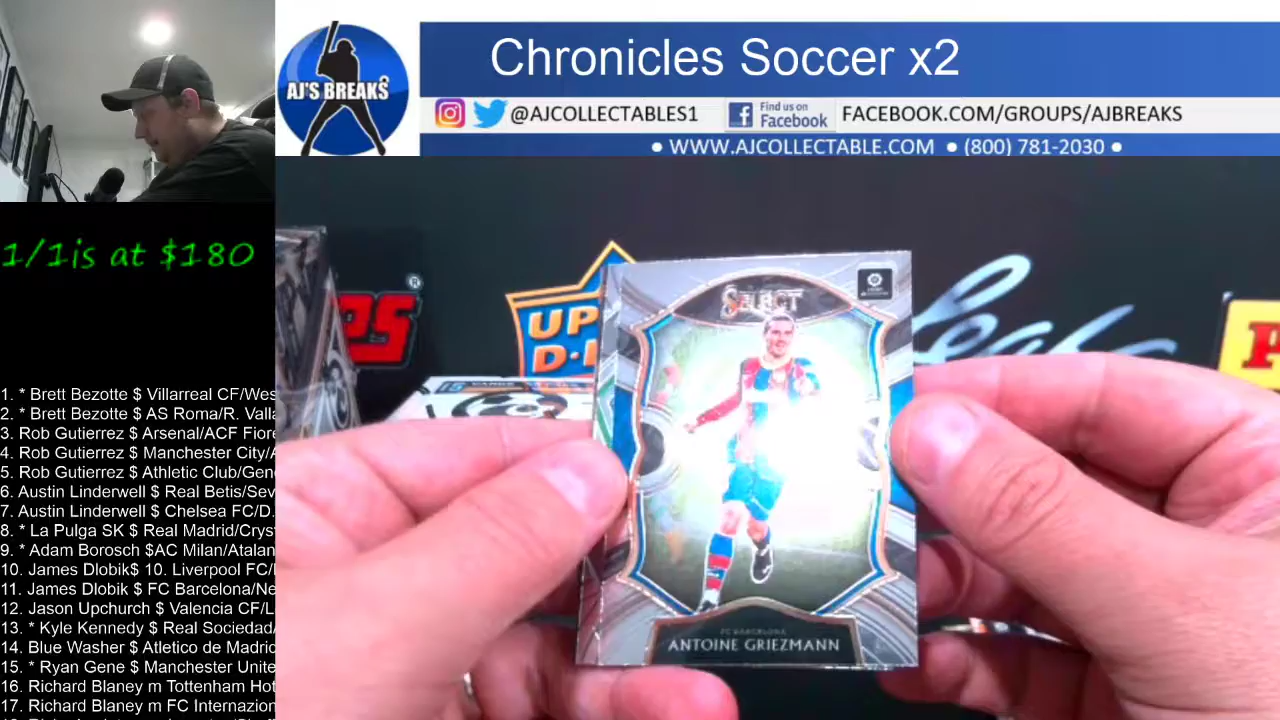 Chronicles Soccer x2
AJ'S BREAKS
@AJCOLLECTABLES1
Find us on
Facebook
FACEBOOK.COM/GROUPS/AJBREAKS
• WWW.AJCOLLECTABLE.COM • (800) 781-2030 •
1/1is at $180
1. * Brett Bezotte $ Villarreal CF/Wes
2. * Brett Bezotte $ AS Roma/R. Valla
3. Rob Gutierrez $ Arsenal/ACF Fiore
4. Rob Gutierrez $ Manchester City/A
5. Rob Gutierrez $ Athletic Club/Gen
6. Austin Linderwell $ Real Betis/Sev
7. Austin Linderwell $ Chelsea FC/D.
8. * La Pulga SK $ Real Madrid/Crys
9. * Adam Borosch $AC Milan/Atalan
10. James Dlobik$ 10. Liverpool FC/
11. James Dlobik $ FC Barcelona/Ne
12. Jason Upchurch $ Valencia CF/L
13. * Kyle Kennedy $ Real Sociedad/
14. Blue Washer $ Atletico de Madric
15. * Ryan Gene $ Manchester Unite
16. Richard Blaney m Tottenham Hot
17. Richard Blaney m FC Internazion
UP
D
Leaf
SELECT
FC BARCELONA
ANTOINE GRIEZMANN